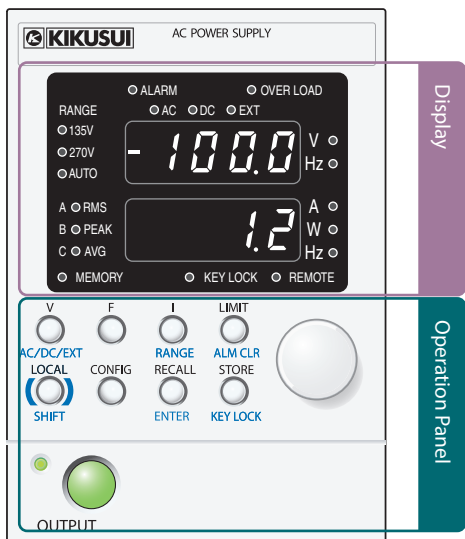 KIKUSUI AC POWER SUPPLY
ALARM OVER LOAD
RANGE AC DC EXT
135V
270V
AUTO
-100.0
V
Hz
A RMS
B PEAK
C AVG
1.2
A
W
Hz
MEMORY KEY LOCK REMOTE
Display
V F I LIMIT
AC/DC/EXT RANGE ALM CLR
LOCAL CONFIG RECALL STORE
SHIFT ENTER KEY LOCK
Operation Panel
OUTPUT